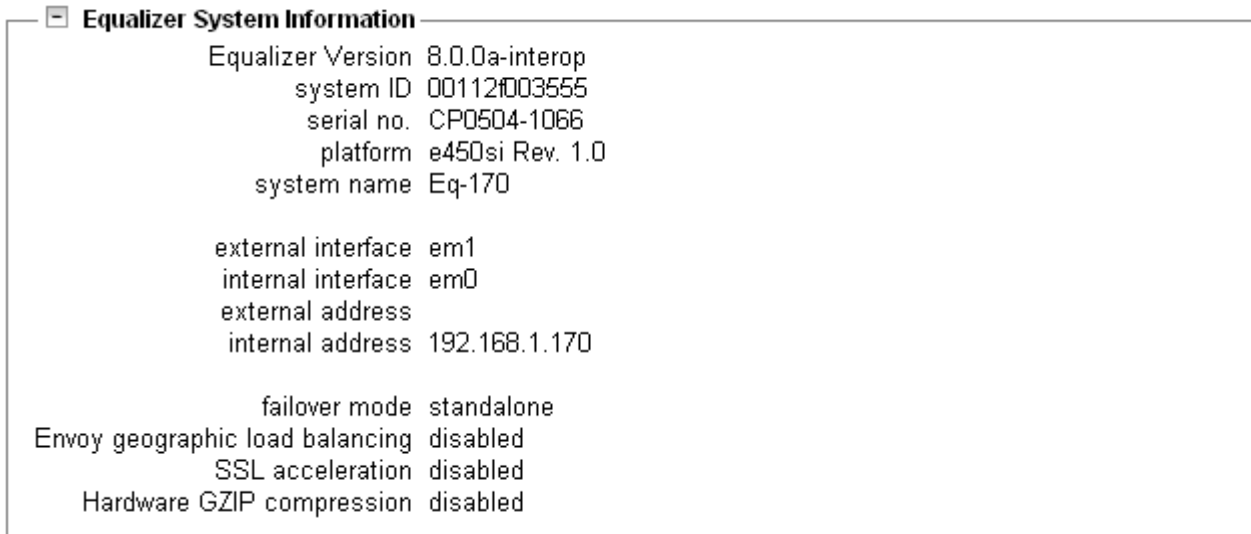 Equalizer System Information
Equalizer Version 8.0.0a-interop
system ID 00112f003555
serial no. CP0504-1066
platform e450si Rev. 1.0
system name Eq-170
external interface em1
internal interface em0
external address
internal address 192.168.1.170
failover mode standalone
Envoy geographic load balancing disabled
SSL acceleration disabled
Hardware GZIP compression disabled